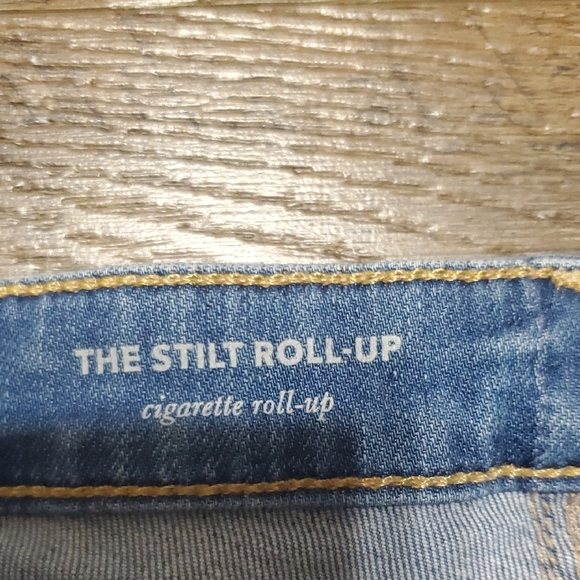 THE STILT ROLL-UP
cigarette roll-up